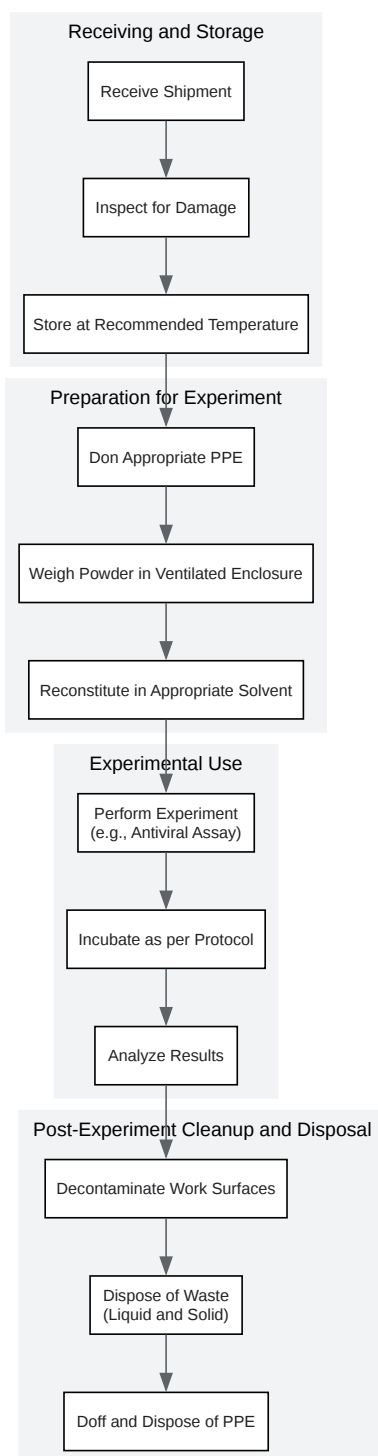 Receiving and Storage
Receive Shipment
Inspect for Damage
Store at Recommended Temperature
Preparation for Experiment
Don Appropriate PPE
Weigh Powder in Ventilated Enclosure
Reconstitute in Appropriate Solvent
Experimental Use
Perform Experiment
(e.g., Antiviral Assay)
Incubate as per Protocol
Analyze Results
Post-Experiment Cleanup and Disposal
Decontaminate Work Surfaces
Dispose of Waste
(Liquid and Solid)
Doff and Dispose of PPE